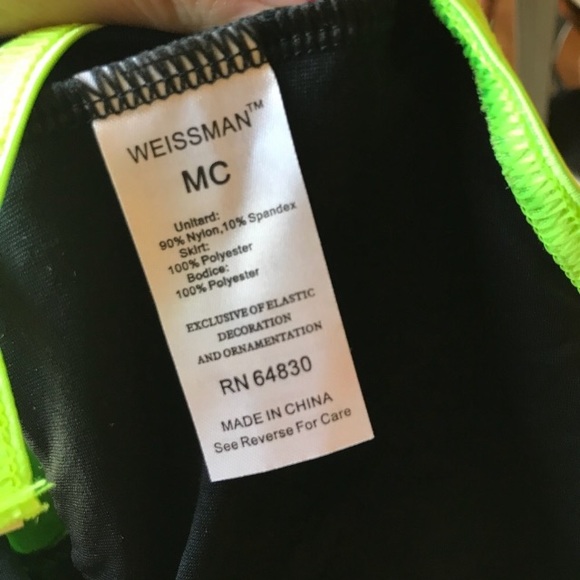 WEISSMAN™
MC
Unitard:
90% Nylon,10% Spandex
Skirt:
100% Polyester
Bodice:
100% Polyester
EXCLUSIVE OF ELASTIC
DECORATION
AND ORNAMENTATION
RN 64830
MADE IN CHINA
See Reverse For Care